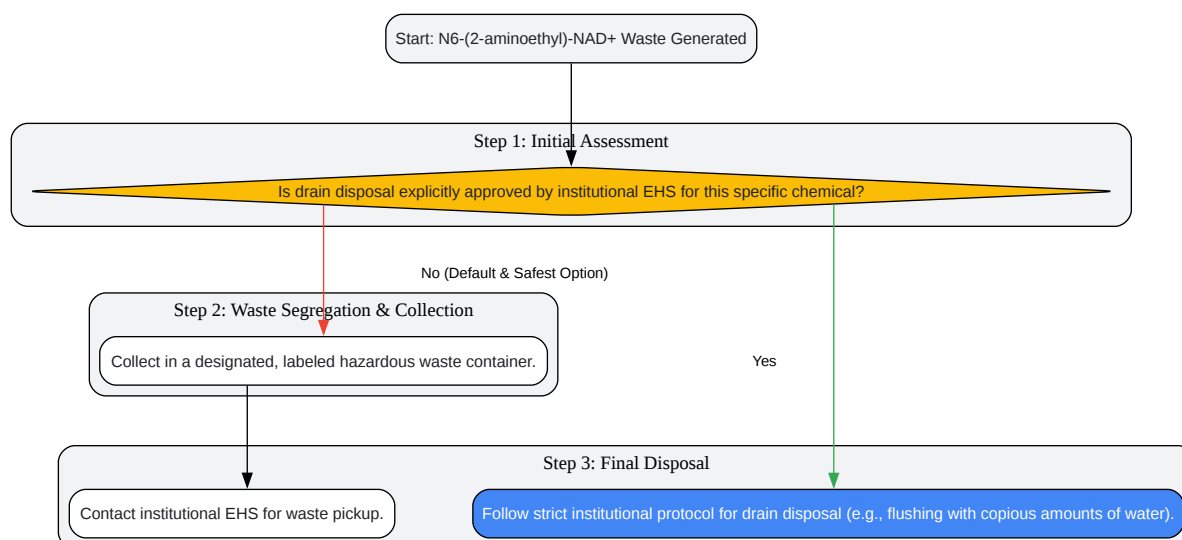 Start: N6-(2-aminoethyl)-NAD+ Waste Generated
Step 1: Initial Assessment
Is drain disposal explicitly approved by institutional EHS for this specific chemical?
No (Default & Safest Option)
Step 2: Waste Segregation & Collection
Collect in a designated, labeled hazardous waste container.
Yes
Step 3: Final Disposal
Contact institutional EHS for waste pickup.
Follow strict institutional protocol for drain disposal (e.g., flushing with copious amounts of water).